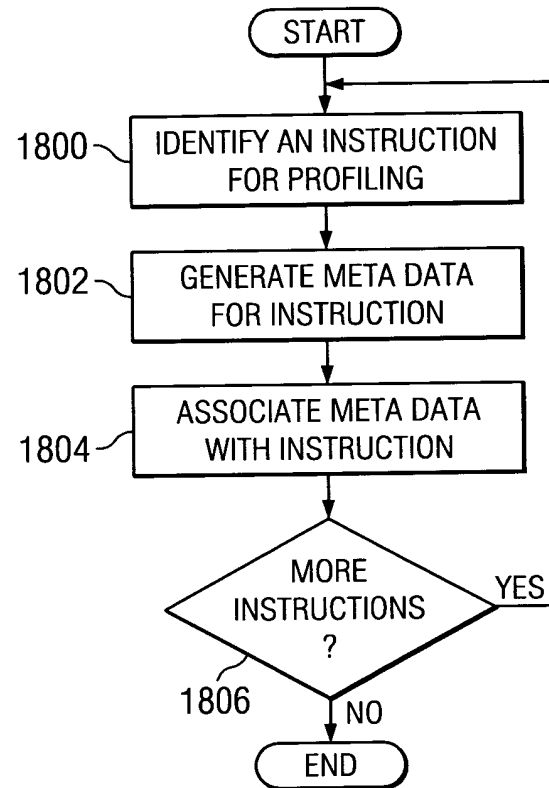 START
1800
IDENTIFY AN INSTRUCTION
FOR PROFILING
1802
GENERATE META DATA
FOR INSTRUCTION
1804
ASSOCIATE META DATA
WITH INSTRUCTION
MORE
INSTRUCTIONS
?
YES
1806
NO
END